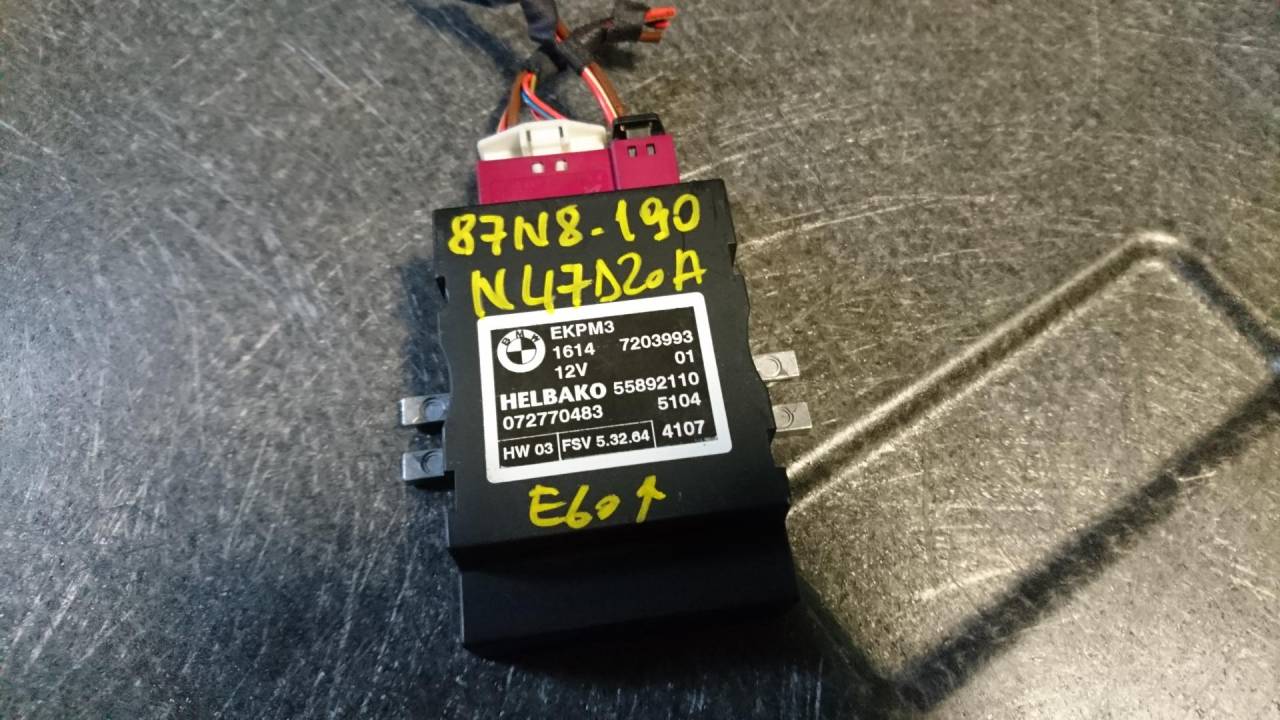 87N8-190
N47D20A
BMW
EKPM3
1614 7203993
12V 01
HELBAKO 55892110
072770483 5104
HW 03 FSV 5.32.64 4107
E60↑